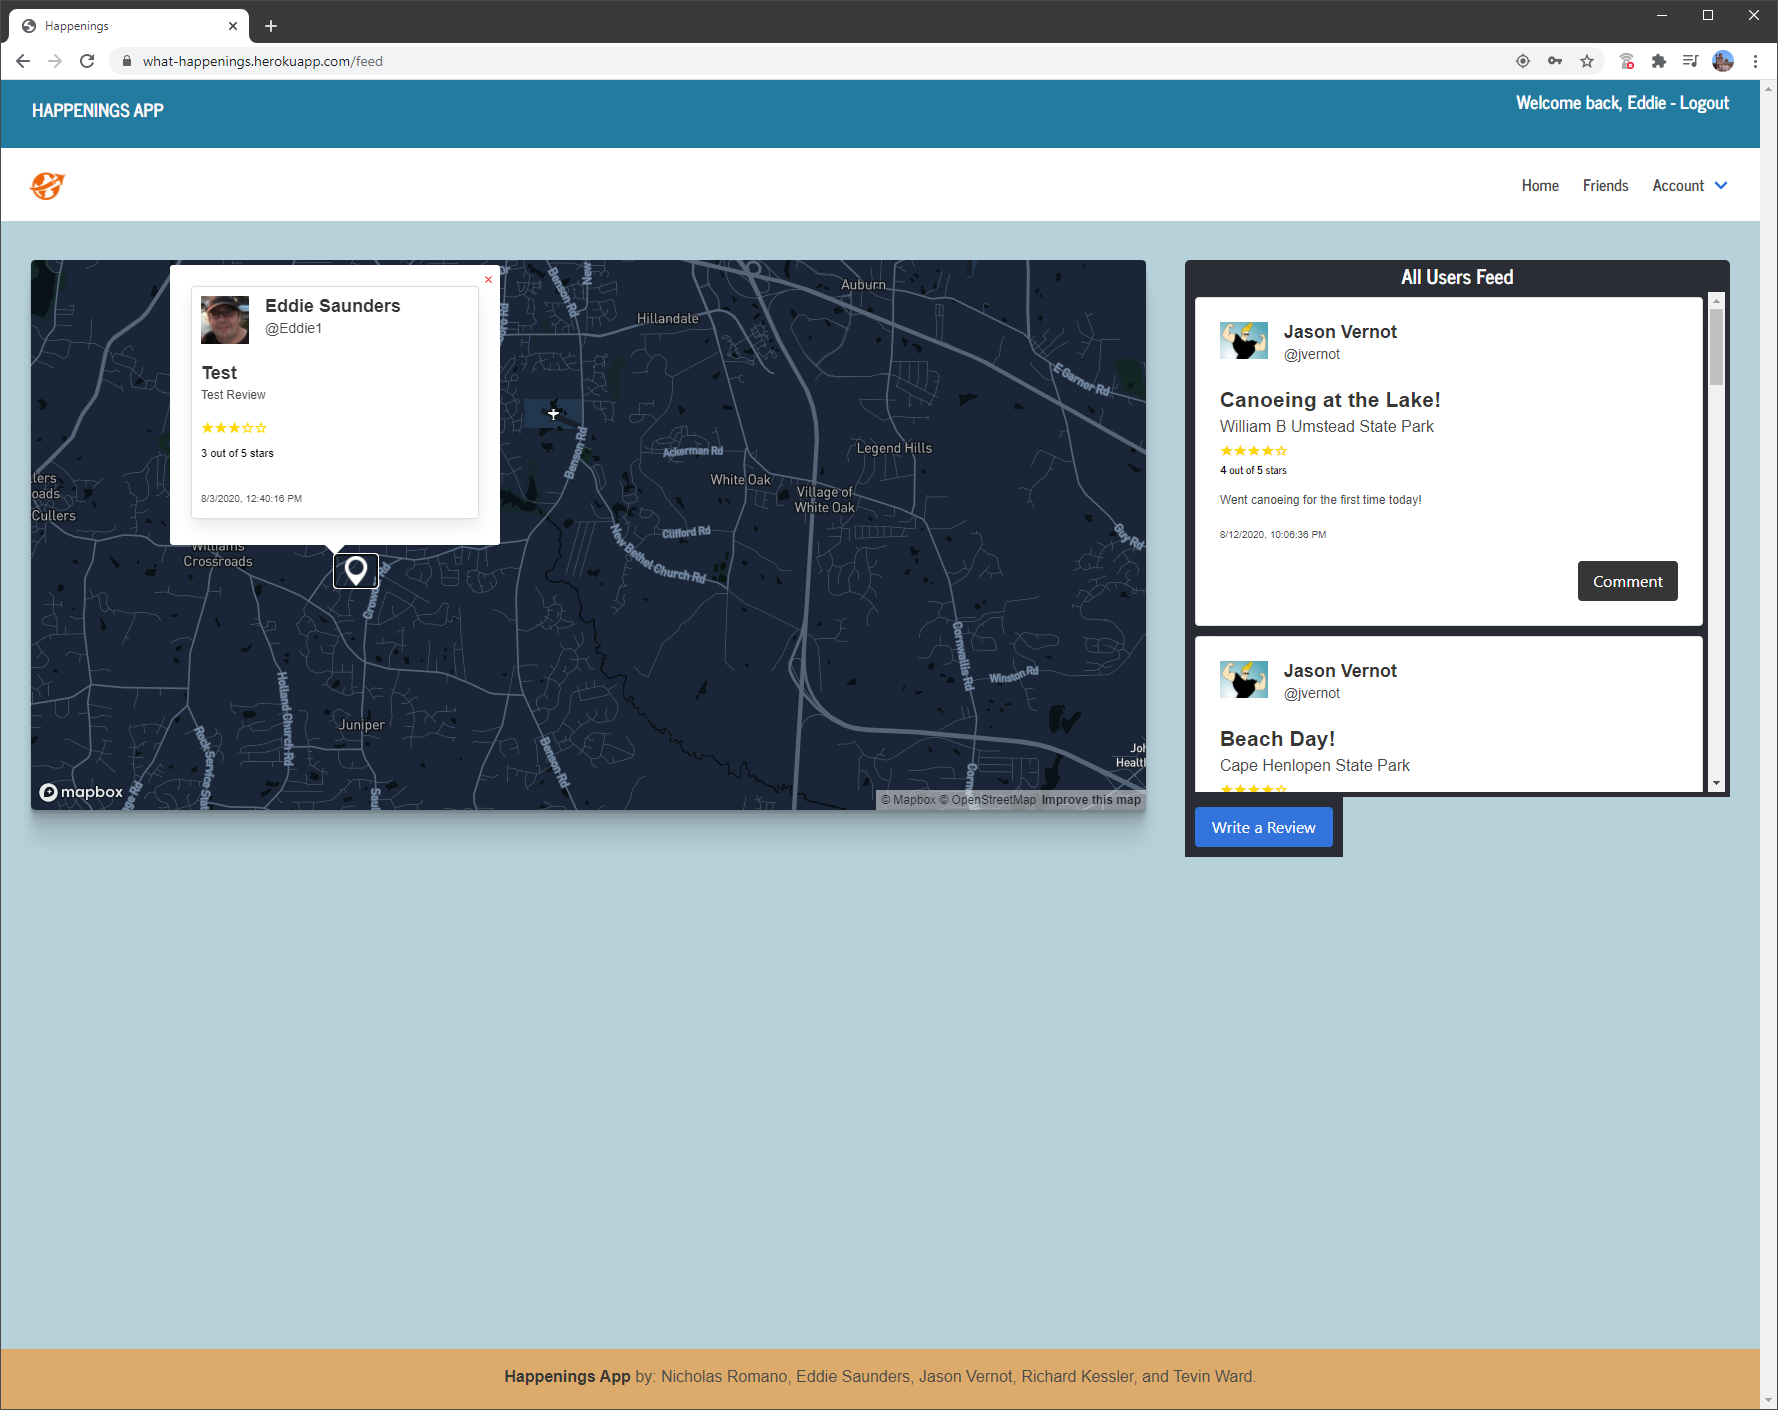 Happenings
what-happenings.herokuapp.com/feed
HAPPENINGS APP
Welcome back, Eddie - Logout
Home
Friends
Account
Eddie Saunders
@Eddie1
Test
Test Review
★★★☆☆
3 out of 5 stars
8/3/2020, 12:40:16 PM
Benson Rd
Auburn
Hillandale
E Garner Rd
Ackerman Rd
Benson Rd
Legend Hills
White Oak
Village of
White Oak
Cullers
Clifford Rd
Guy Rd
New Bethel Church Rd
Williams
Crossroads
Cornwallis Rd
Winston Rd
Holland Church Rd
Juniper
Rock Service Stat
Benson Rd
Health
mapbox
© Mapbox © OpenStreetMap Improve this map
All Users Feed
Jason Vernot
@jvernot
Canoeing at the Lake!
William B Umstead State Park
★★★★☆
4 out of 5 stars
Went canoeing for the first time today!
8/12/2020, 10:06:36 PM
Comment
Jason Vernot
@jvernot
Beach Day!
Cape Henlopen State Park
★★★★☆
Write a Review
Happenings App by: Nicholas Romano, Eddie Saunders, Jason Vernot, Richard Kessler, and Tevin Ward.